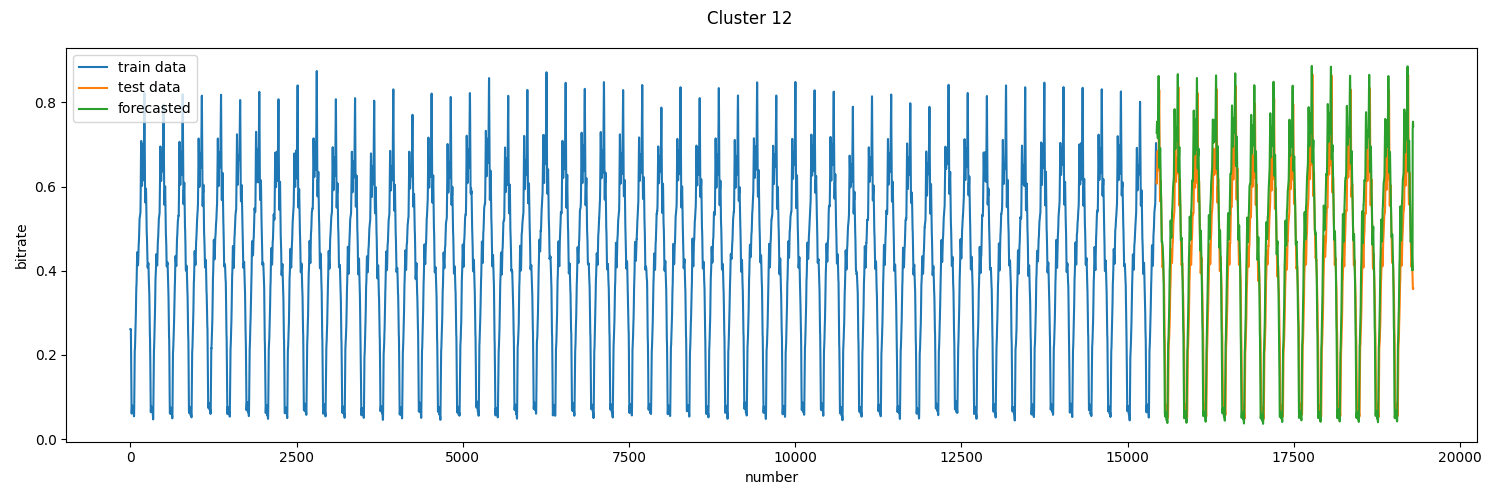 Cluster 12
train data
test data
forecasted
bitrate
0.8
0.6
0.4
0.2
0.0
0 2500 5000 7500 10000 12500 15000 17500 20000
number